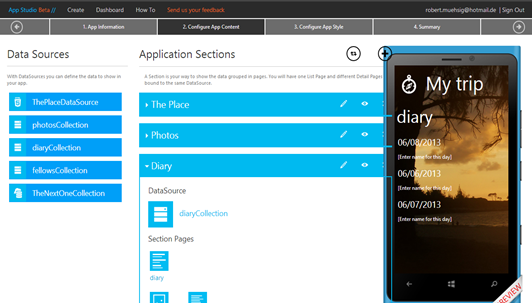 App Studio Beta // Create Dashboard How To Send us your feedback robert.muehsig@hotmail.de | Sign Out
1. App Information 2. Configure App Content 3. Configure App Style 4. Summary
Data Sources
With DataSources you can define the data to show in
your app.
ThePlaceDataSource
photosCollection
diaryCollection
fellowsCollection
TheNextOneCollection
Application Sections
A Section is your way to show the data grouped in pages. You will have one List Page and different Detail Pages
bound to the same DataSource.
The Place
Photos
Diary
DataSource
diaryCollection
Section Pages
diary
My trip
diary
06/08/2013
[Enter name for this day]
06/06/2013
[Enter name for this day]
06/07/2013
[Enter name for this day]
PREVIEW